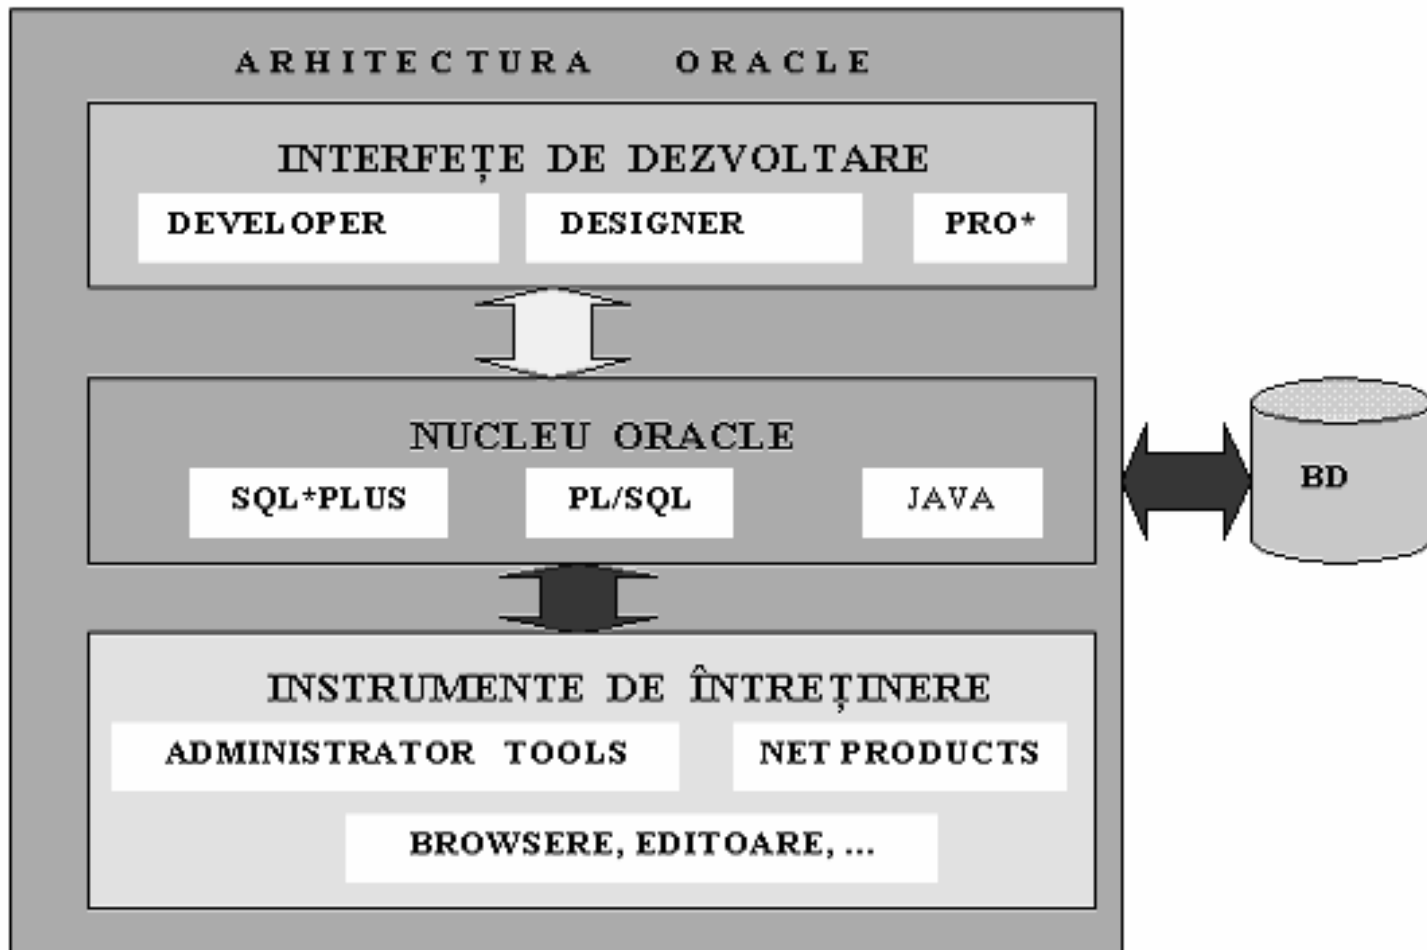 ARHITECTURA ORACLE
INTERFEȚE DE DEZVOLTARE
DEVELOPER DESIGNER PRO*
NUCLEU ORACLE
SQL*PLUS PL/SQL JAVA
BD
INSTRUMENTE DE ÎNTREȚINERE
ADMINISTRATOR TOOLS NET PRODUCTS
BROWSERE, EDITOARE, ...